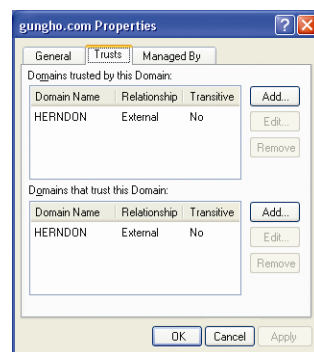 gungho.com Properties
General Trusts Managed By
Domains trusted by this Domain:
Domain Name Relationship Transitive Add...
HERNDON External No Edit...
Remove
Domains that trust this Domain:
Domain Name Relationship Transitive Add...
HERNDON External No Edit...
Remove
OK Cancel Apply